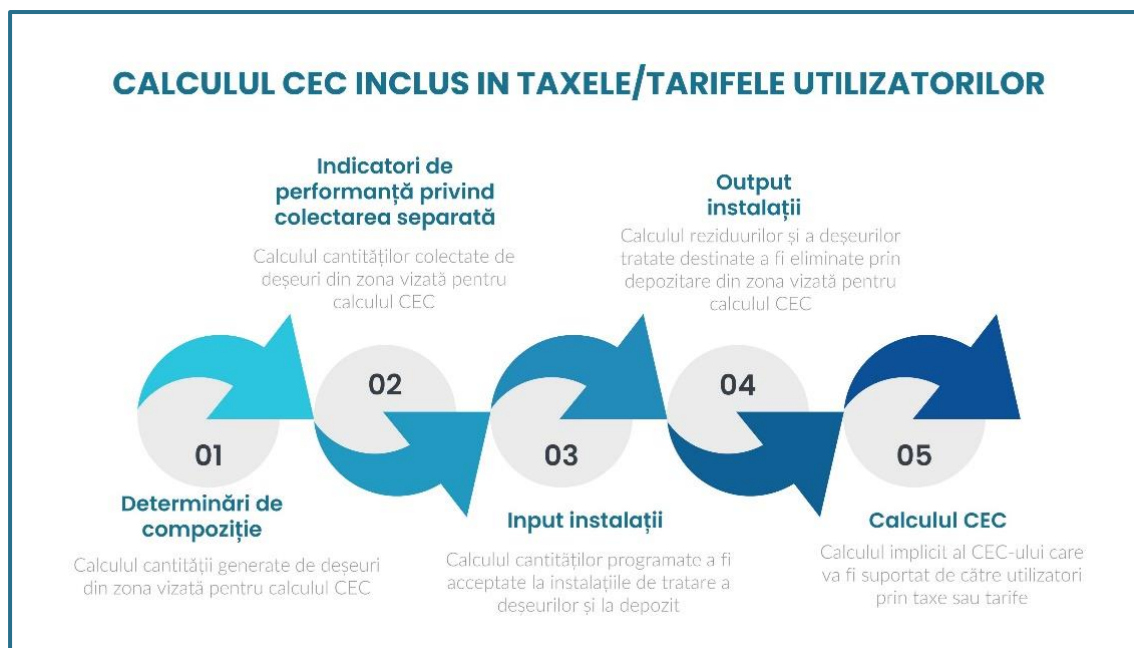 CALCULUL CEC INCLUS IN TAXELE/TARIFELE UTILIZATORILOR
01
Determinări de
compoziție
Calculul cantității generate de deșeuri
din zona vizată pentru calculul CEC
Indicatori de
performanță privind
colectarea separată
Calculul cantităților colectate de
deșeuri din zona vizată pentru
calculul CEC
02
03
Input instalații
Calculul cantităților programate a fi
acceptate la instalațiile de tratare a
deșeurilor și la depozit
Output
instalații
Calculul reziduurilor și a deșeurilor
tratate destinate a fi eliminate prin
depozitare din zona vizată pentru
calculul CEC
04
05
Calculul CEC
Calculul implicit al CEC-ului care
va fi suportat de către utilizatori
prin taxe sau tarife